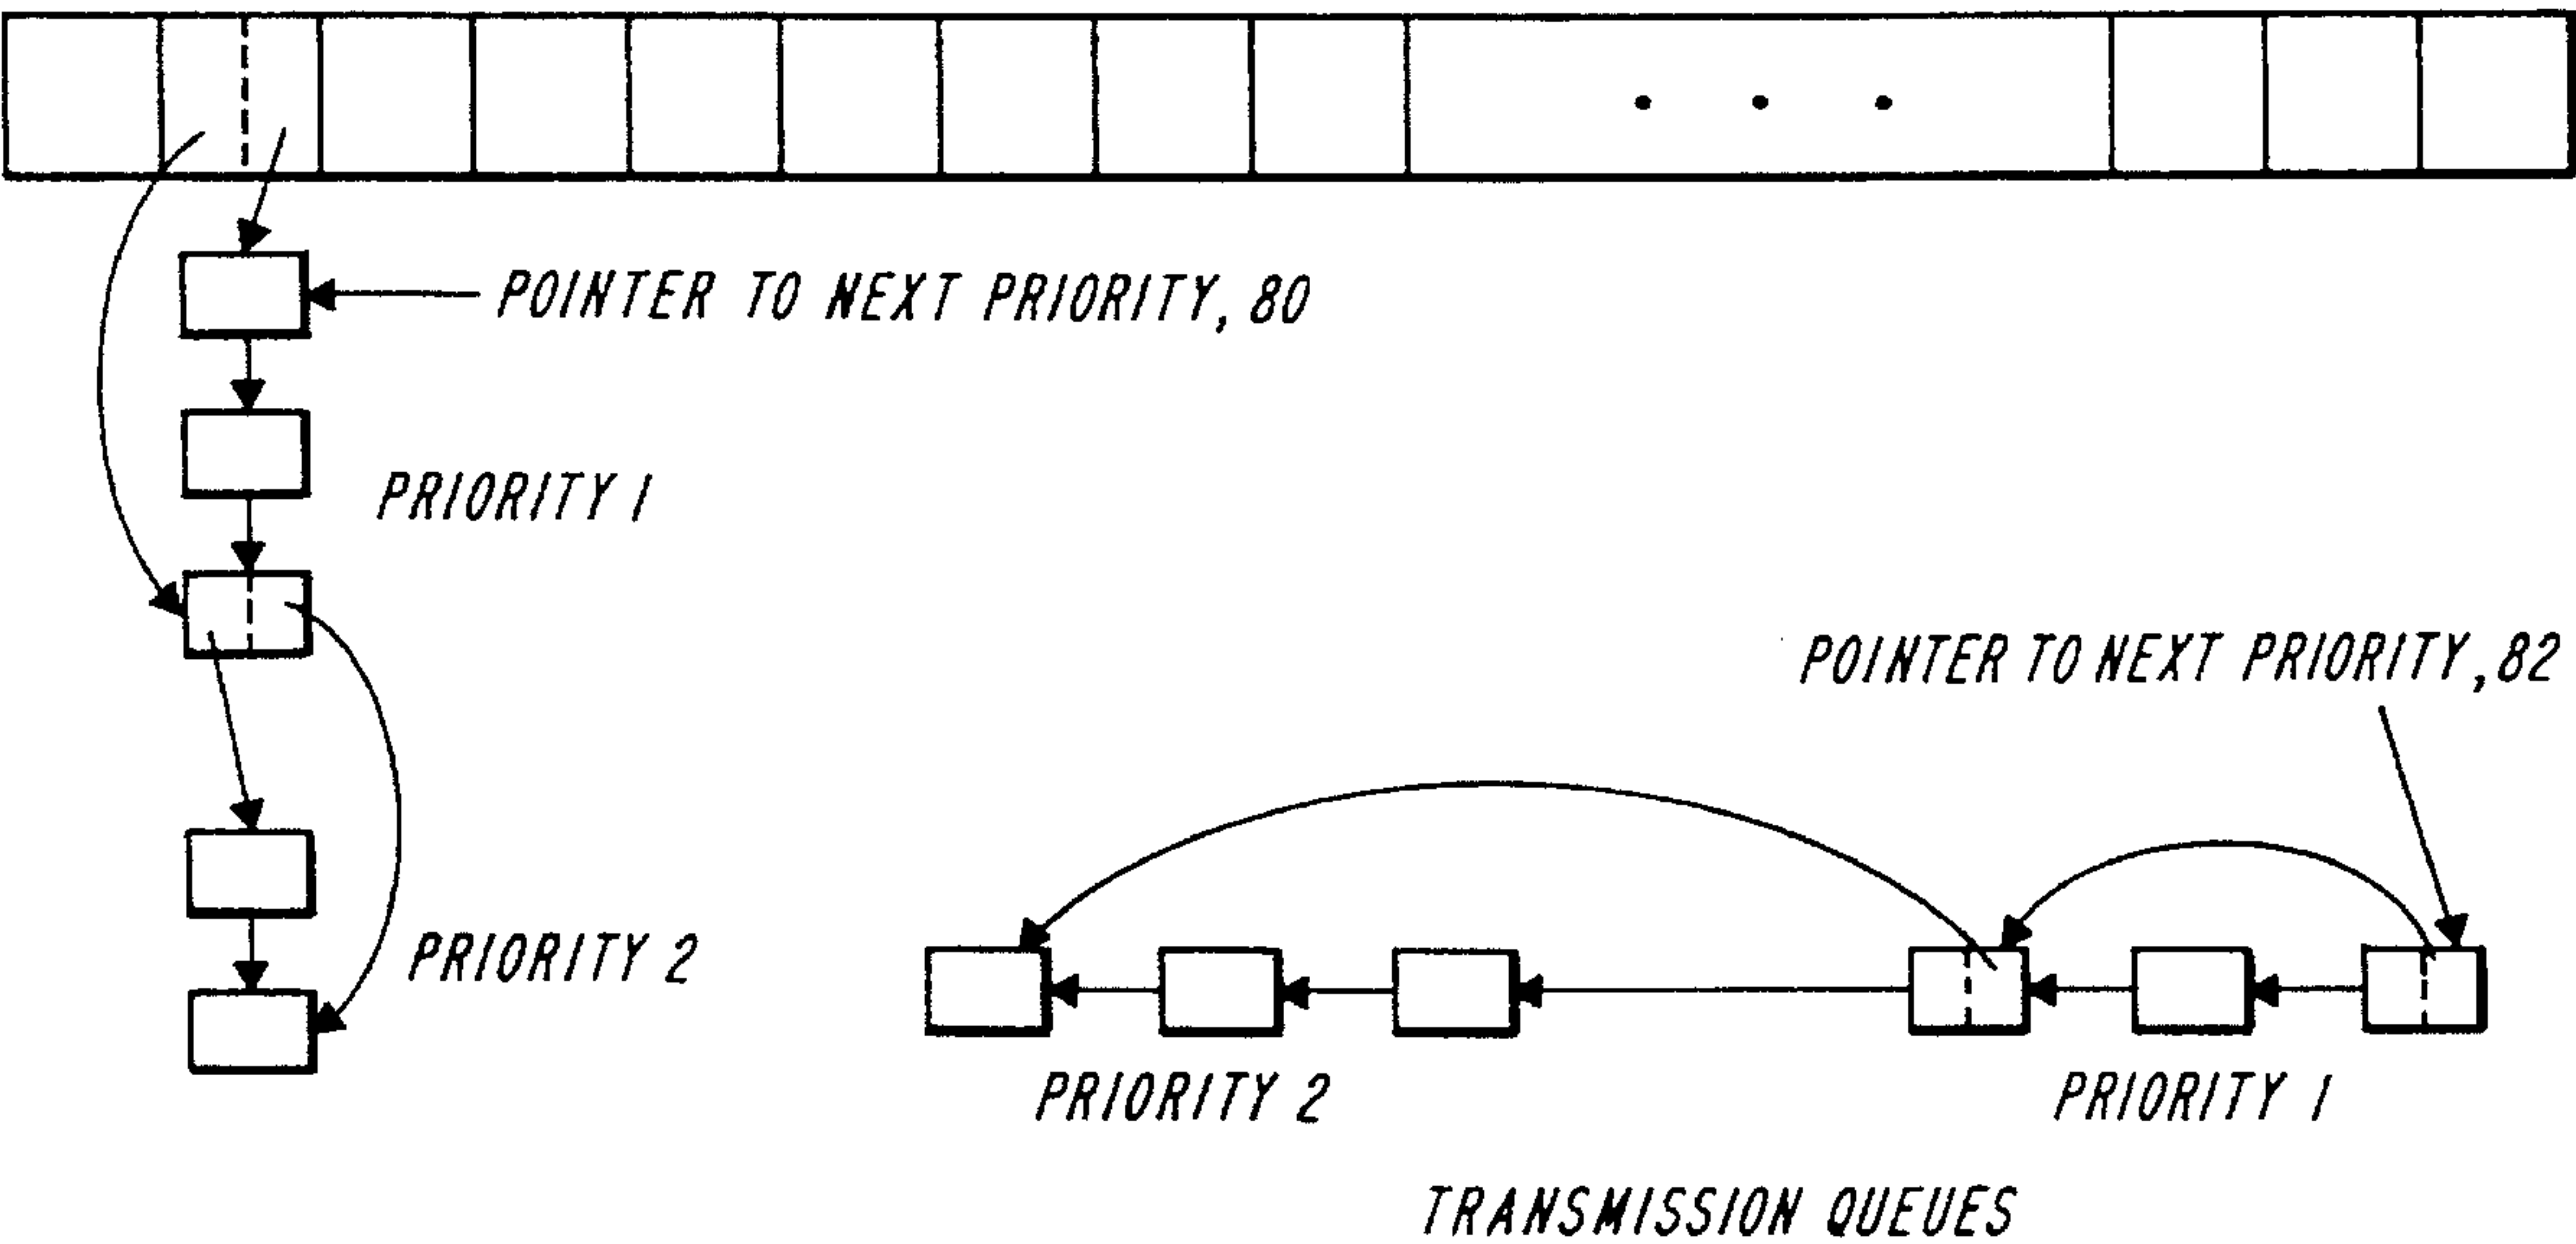 POINTER TO NEXT PRIORITY, 80
PRIORITY 1
POINTER TO NEXT PRIORITY, 82
PRIORITY 2
PRIORITY 2
PRIORITY 1
TRANSMISSION QUEUES